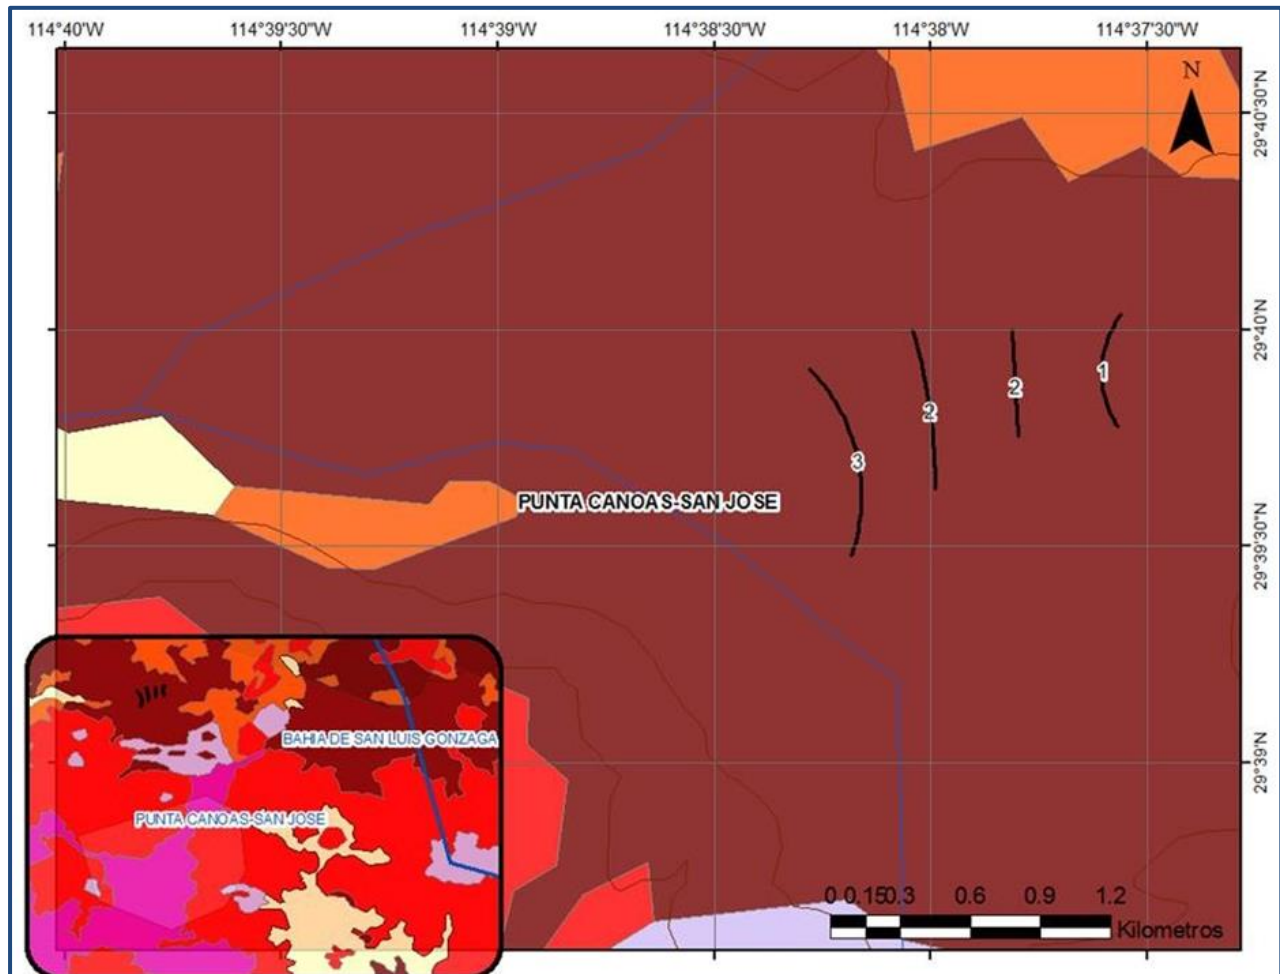 114°40'W 114°39'30"W 114°39'W 114°38'30"W 114°38'W 114°37'30"W
N
29°40'30"N
29°40'N
1
2
2
3
PUNTA CANOAS-SAN JOSE
29°39'30"N
BAHIA DE SAN LUIS GONZAGA
29°39'N
PUNTA CANOAS-SAN JOSE
0 0.150.3 0.6 0.9 1.2
Kilometros